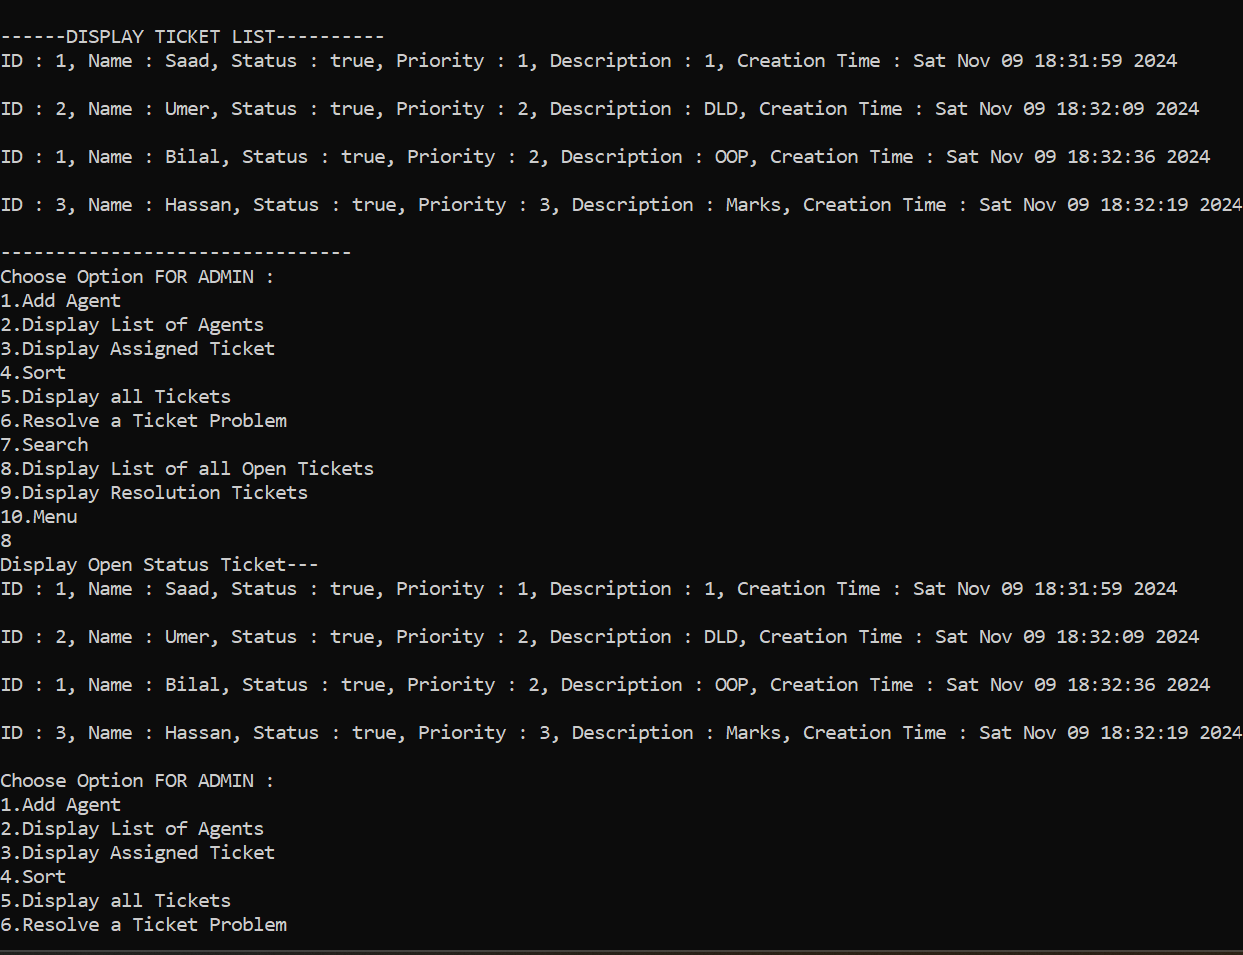 ------DISPLAY TICKET LIST----------
ID : 1, Name : Saad, Status : true, Priority : 1, Description : 1, Creation Time : Sat Nov 09 18:31:59 2024
ID : 2, Name : Umer, Status : true, Priority : 2, Description : DLD, Creation Time : Sat Nov 09 18:32:09 2024
ID : 1, Name : Bilal, Status : true, Priority : 2, Description : OOP, Creation Time : Sat Nov 09 18:32:36 2024
ID : 3, Name : Hassan, Status : true, Priority : 3, Description : Marks, Creation Time : Sat Nov 09 18:32:19 2024
--------------------------------
Choose Option FOR ADMIN :
1.Add Agent
2.Display List of Agents
3.Display Assigned Ticket
4.Sort
5.Display all Tickets
6.Resolve a Ticket Problem
7.Search
8.Display List of all Open Tickets
9.Display Resolution Tickets
10.Menu
8
Display Open Status Ticket---
ID : 1, Name : Saad, Status : true, Priority : 1, Description : 1, Creation Time : Sat Nov 09 18:31:59 2024
ID : 2, Name : Umer, Status : true, Priority : 2, Description : DLD, Creation Time : Sat Nov 09 18:32:09 2024
ID : 1, Name : Bilal, Status : true, Priority : 2, Description : OOP, Creation Time : Sat Nov 09 18:32:36 2024
ID : 3, Name : Hassan, Status : true, Priority : 3, Description : Marks, Creation Time : Sat Nov 09 18:32:19 2024
Choose Option FOR ADMIN :
1.Add Agent
2.Display List of Agents
3.Display Assigned Ticket
4.Sort
5.Display all Tickets
6.Resolve a Ticket Problem